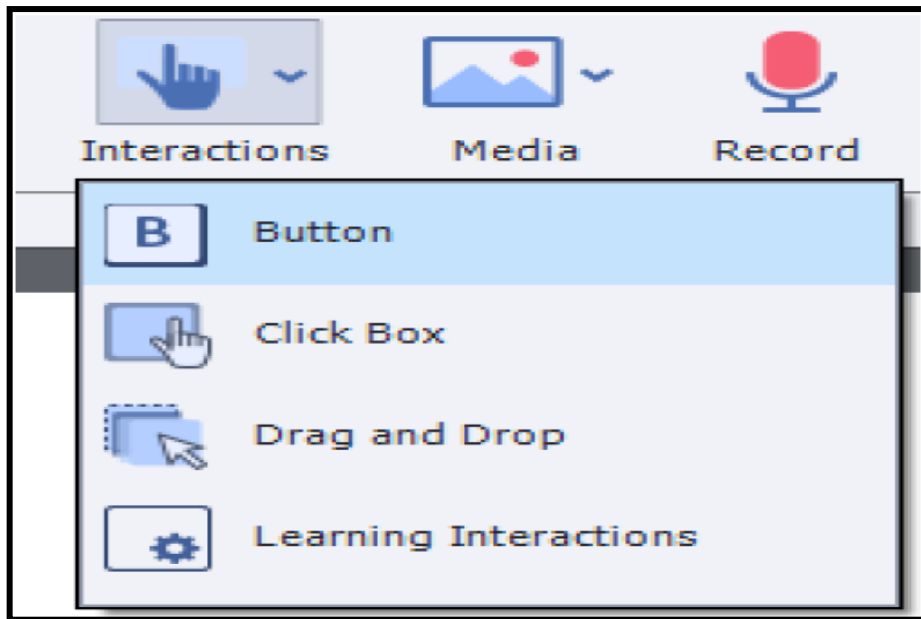 Interactions Media Record
B Button
Click Box
Drag and Drop
Learning Interactions